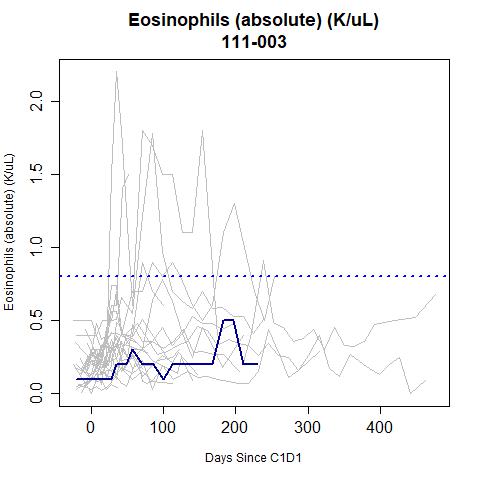 Eosinophils (absolute) (K/uL)
111-003
Eosinophils (absolute) (K/uL)
2.0
1.5
1.0
0.5
0.0
0 100 200 300 400
Days Since C1D1